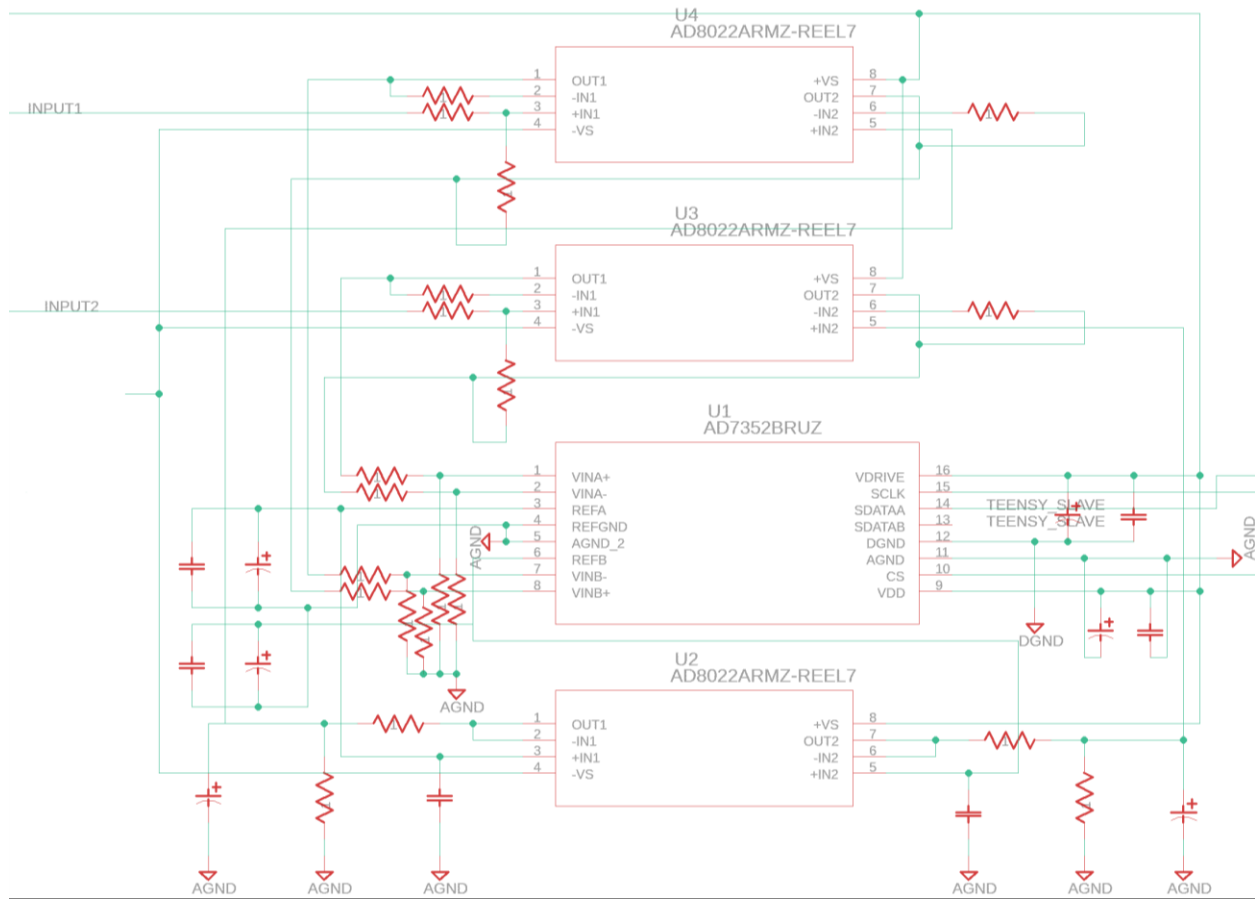 U4
AD8022ARMZ-REEL7
1 OUT1 +VS 8
2 -IN1 OUT2 7
3 +IN1 -IN2 6
4 -VS +IN2 5
INPUT1
U3
AD8022ARMZ-REEL7
1 OUT1 +VS 8
2 -IN1 OUT2 7
3 +IN1 -IN2 6
4 -VS +IN2 5
INPUT2
U1
AD7352BRUZ
1 VINA+ VDRIVE 16
2 VINA- SCLK 15
3 REFA SDATAA 14
4 REFGND SDATAB 13
5 AGND_2 DGND 12
6 REFB AGND 11
7 VINB- CS 10
8 VINB+ VDD 9
TEENSY_SLAVE
TEENSY_SLAVE
AGND
AGND
DGND
AGND
U2
AD8022ARMZ-REEL7
1 OUT1 +VS 8
2 -IN1 OUT2 7
3 +IN1 -IN2 6
4 -VS +IN2 5
AGND
AGND
AGND
AGND
AGND
AGND